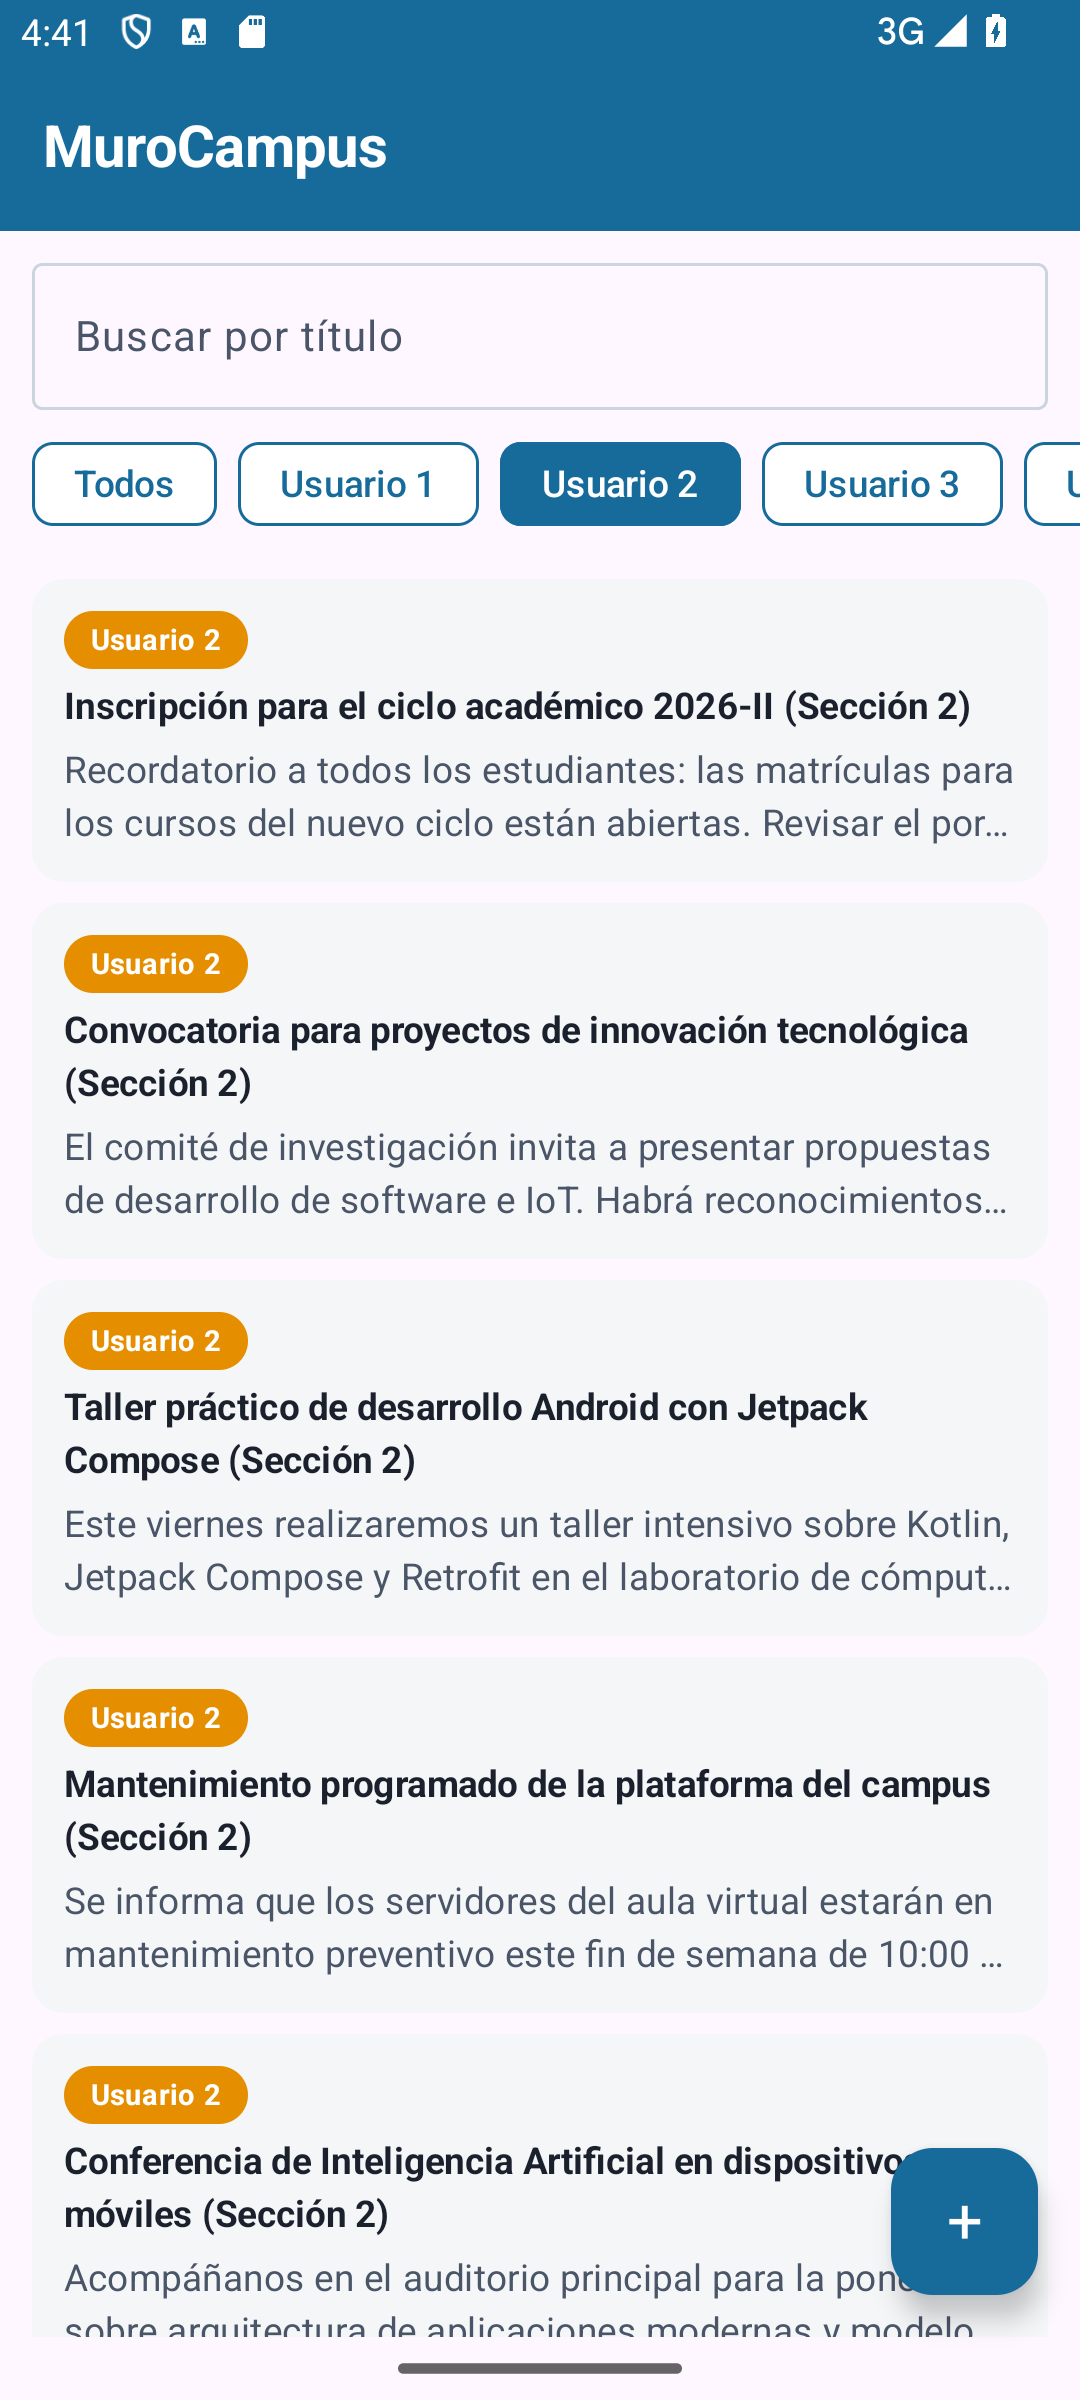 4:41
3G
MuroCampus
Buscar por título
Todos
Usuario 1
Usuario 2
Usuario 3
Usuario 2
Inscripción para el ciclo académico 2026-II (Sección 2)
Recordatorio a todos los estudiantes: las matrículas para
los cursos del nuevo ciclo están abiertas. Revisar el por...
Usuario 2
Convocatoria para proyectos de innovación tecnológica
(Sección 2)
El comité de investigación invita a presentar propuestas
de desarrollo de software e IoT. Habrá reconocimientos...
Usuario 2
Taller práctico de desarrollo Android con Jetpack
Compose (Sección 2)
Este viernes realizaremos un taller intensivo sobre Kotlin,
Jetpack Compose y Retrofit en el laboratorio de cómput...
Usuario 2
Mantenimiento programado de la plataforma del campus
(Sección 2)
Se informa que los servidores del aula virtual estarán en
mantenimiento preventivo este fin de semana de 10:00 ...
Usuario 2
Conferencia de Inteligencia Artificial en dispositivos
móviles (Sección 2)
Acompáñanos en el auditorio principal para la
sobre arquitectura de aplicaciones modernas y modelo